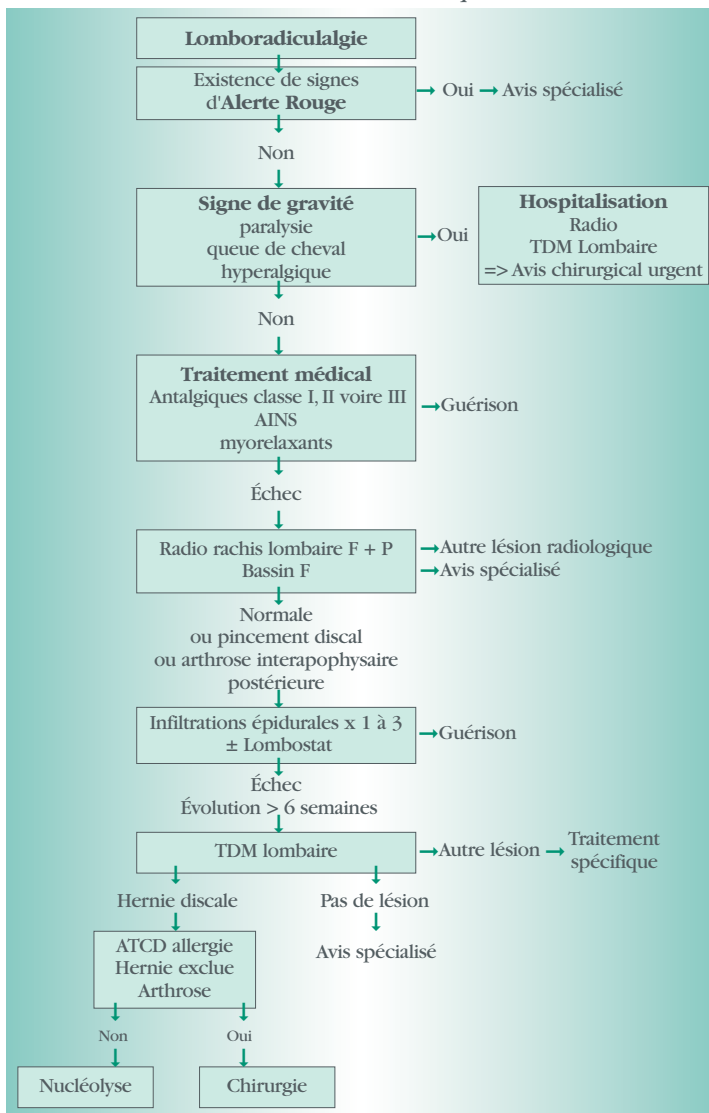 Lomboradiculalgie
Existence de signes
d'Alerte Rouge
Oui
Avis spécialisé
Non
Signe de gravité
paralysie
queue de cheval
hyperalgique
Oui
Hospitalisation
Radio
TDM Lombaire
=> Avis chirurgical urgent
Non
Traitement médical
Antalgiques classe I, II voire III
AINS
myorelaxants
Guérison
Échec
Radio rachis lombaire F + P
Bassin F
Autre lésion radiologique
Avis spécialisé
Normale
ou pincement discal
ou arthrose interapophysaire
postérieure
Infiltrations épidurales x 1 à 3
± Lombostat
Guérison
Échec
Évolution > 6 semaines
TDM lombaire
Autre lésion
Traitement
spécifique
Hernie discale
Pas de lésion
ATCD allergie
Hernie exclue
Arthrose
Avis spécialisé
Non
Oui
Nucléolyse
Chirurgie